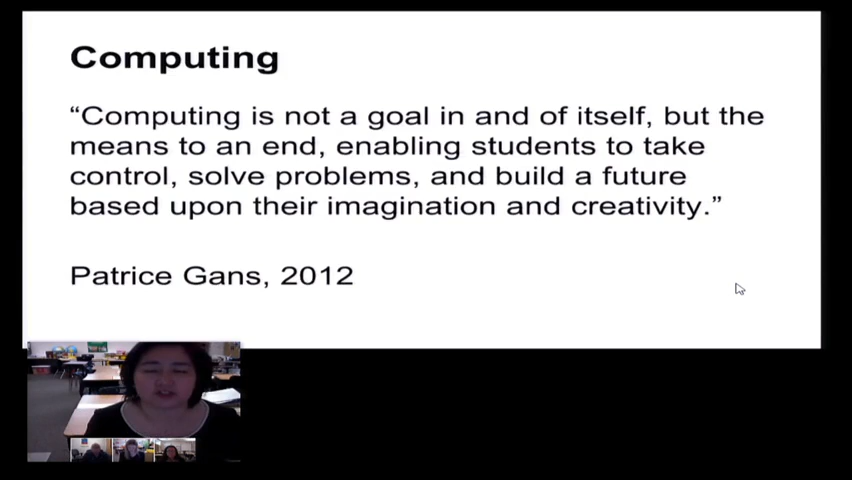 Computing
“Computing is not a goal in and of itself, but the
means to an end, enabling students to take
control, solve problems, and build a future
based upon their imagination and creativity.”
Patrice Gans, 2012